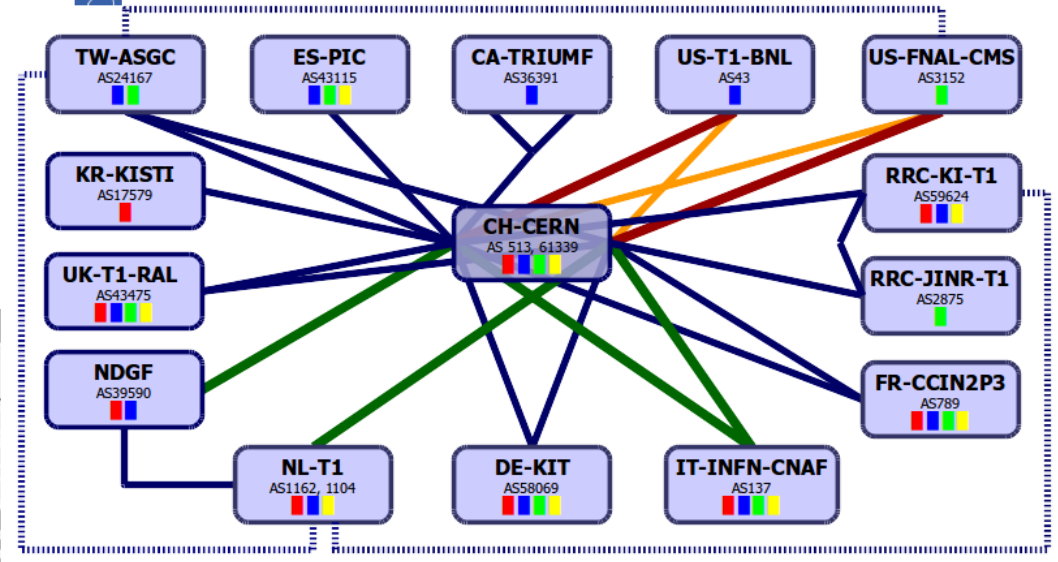 TW-ASGC
AS24167
ES-PIC
AS43115
CA-TRIUMF
AS36391
US-T1-BNL
AS43
US-FNAL-CMS
AS3152
KR-KISTI
AS17579
RRC-KI-T1
AS59624
CH-CERN
AS 513, 61339
UK-T1-RAL
AS43475
RRC-JINR-T1
AS2875
NDGF
AS39590
FR-CCIN2P3
AS789
NL-T1
AS1162, 1104
DE-KIT
AS58069
IT-INFN-CNAF
AS137